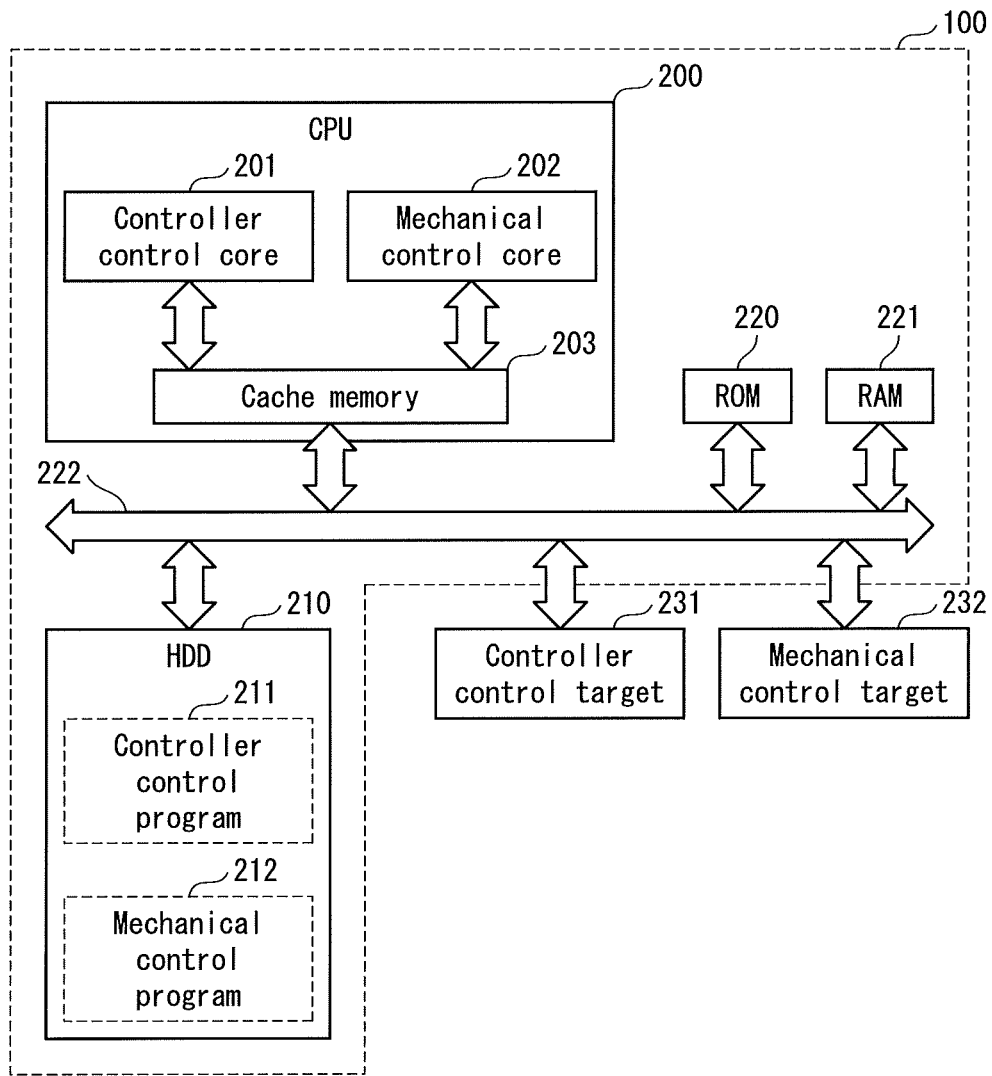 100
200
CPU
201
202
Controller
control core
Mechanical
control core
203
Cache memory
220
221
ROM
RAM
222
210
231
232
HDD
Controller
control target
Mechanical
control target
211
Controller
control
program
212
Mechanical
control
program